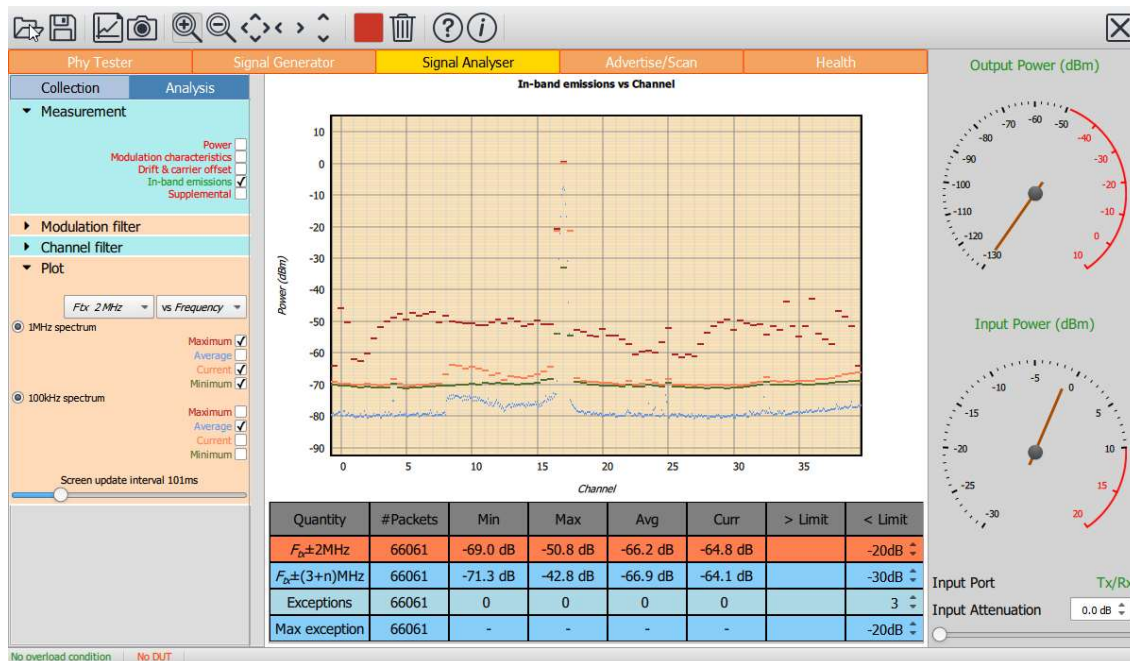 Phy Tester Signal Generator Signal Analyser Advertise/Scan Health
Collection Analysis
Measurement
Power
Modulation characteristics
Drift & carrier offset
In-band emissions
Supplemental
Modulation filter
Channel filter
Plot
Ftx 2MHz vs Frequency
1MHz spectrum
Maximum
Average
Current
Minimum
100kHz spectrum
Maximum
Average
Current
Minimum
Screen update interval 101ms
In-band emissions vs Channel
Power (dBm)
10
0
-10
-20
-30
-40
-50
-60
-70
-80
-90
0 5 10 15 20 25 30 35
Channel
Quantity #Packets Min Max Avg Curr > Limit < Limit
Ftx±2MHz 66061 -69.0 dB -50.8 dB -66.2 dB -64.8 dB -20dB
Ftx±(3+n)MHz 66061 -71.3 dB -42.8 dB -66.9 dB -64.1 dB -30dB
Exceptions 66061 0 0 0 0 3
Max exception 66061 - - - - -20dB
Output Power (dBm)
-130 -120 -110 -100 -90 -80 -70 -60 -50 -40 -30 -20 -10 0 10
Input Power (dBm)
-30 -25 -20 -15 -10 -5 0 5 10 15 20
Input Port Tx/Rx
Input Attenuation 0.0 dB
No overload condition No DUT